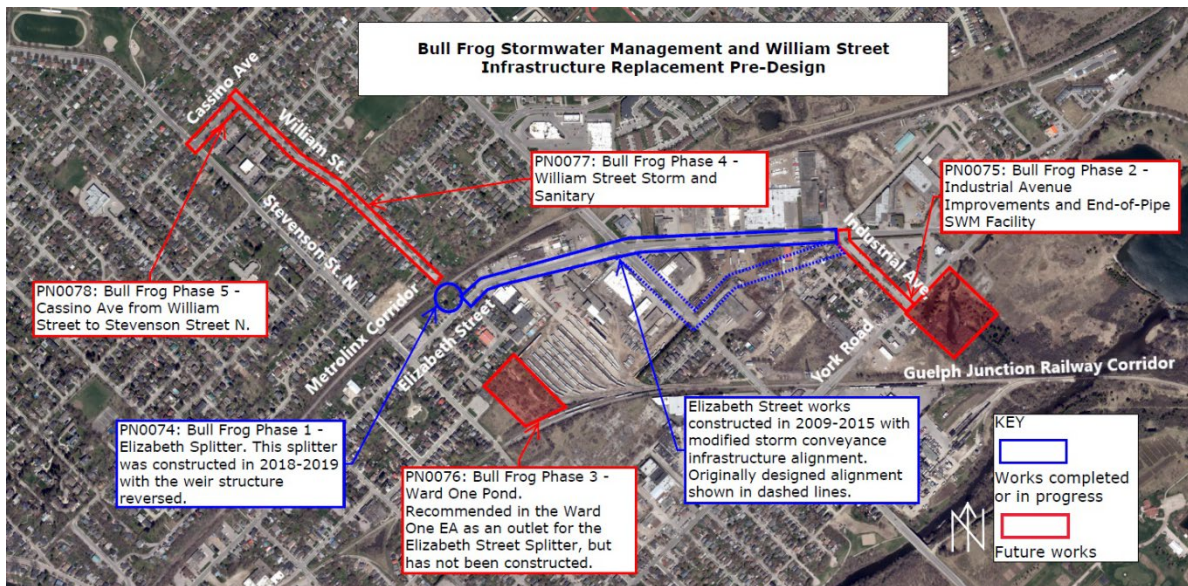 Bull Frog Stormwater Management and William Street
Infrastructure Replacement Pre-Design
Cassino Ave
William St.
Stevenson St. N
PN0077: Bull Frog Phase 4 -
William Street Storm and
Sanitary
PN0075: Bull Frog Phase 2 -
Industrial Avenue
Improvements and End-of-Pipe
SWM Facility
Industrial Ave.
PN0078: Bull Frog Phase 5 -
Cassino Ave from William
Street to Stevenson Street N.
Metrolinx Corridor
Elizabeth Street
York Road
Guelph Junction Railway Corridor
PN0074: Bull Frog Phase 1 -
Elizabeth Splitter. This splitter
was constructed in 2018-2019
with the weir structure
reversed.
PN0076: Bull Frog Phase 3 -
Ward One Pond.
Recommended in the Ward
One EA as an outlet for the
Elizabeth Street Splitter, but
has not been constructed.
Elizabeth Street works
constructed in 2009-2015 with
modified storm conveyance
infrastructure alignment.
Originally designed alignment
shown in dashed lines.
N
KEY
Works completed
or in progress
Future works